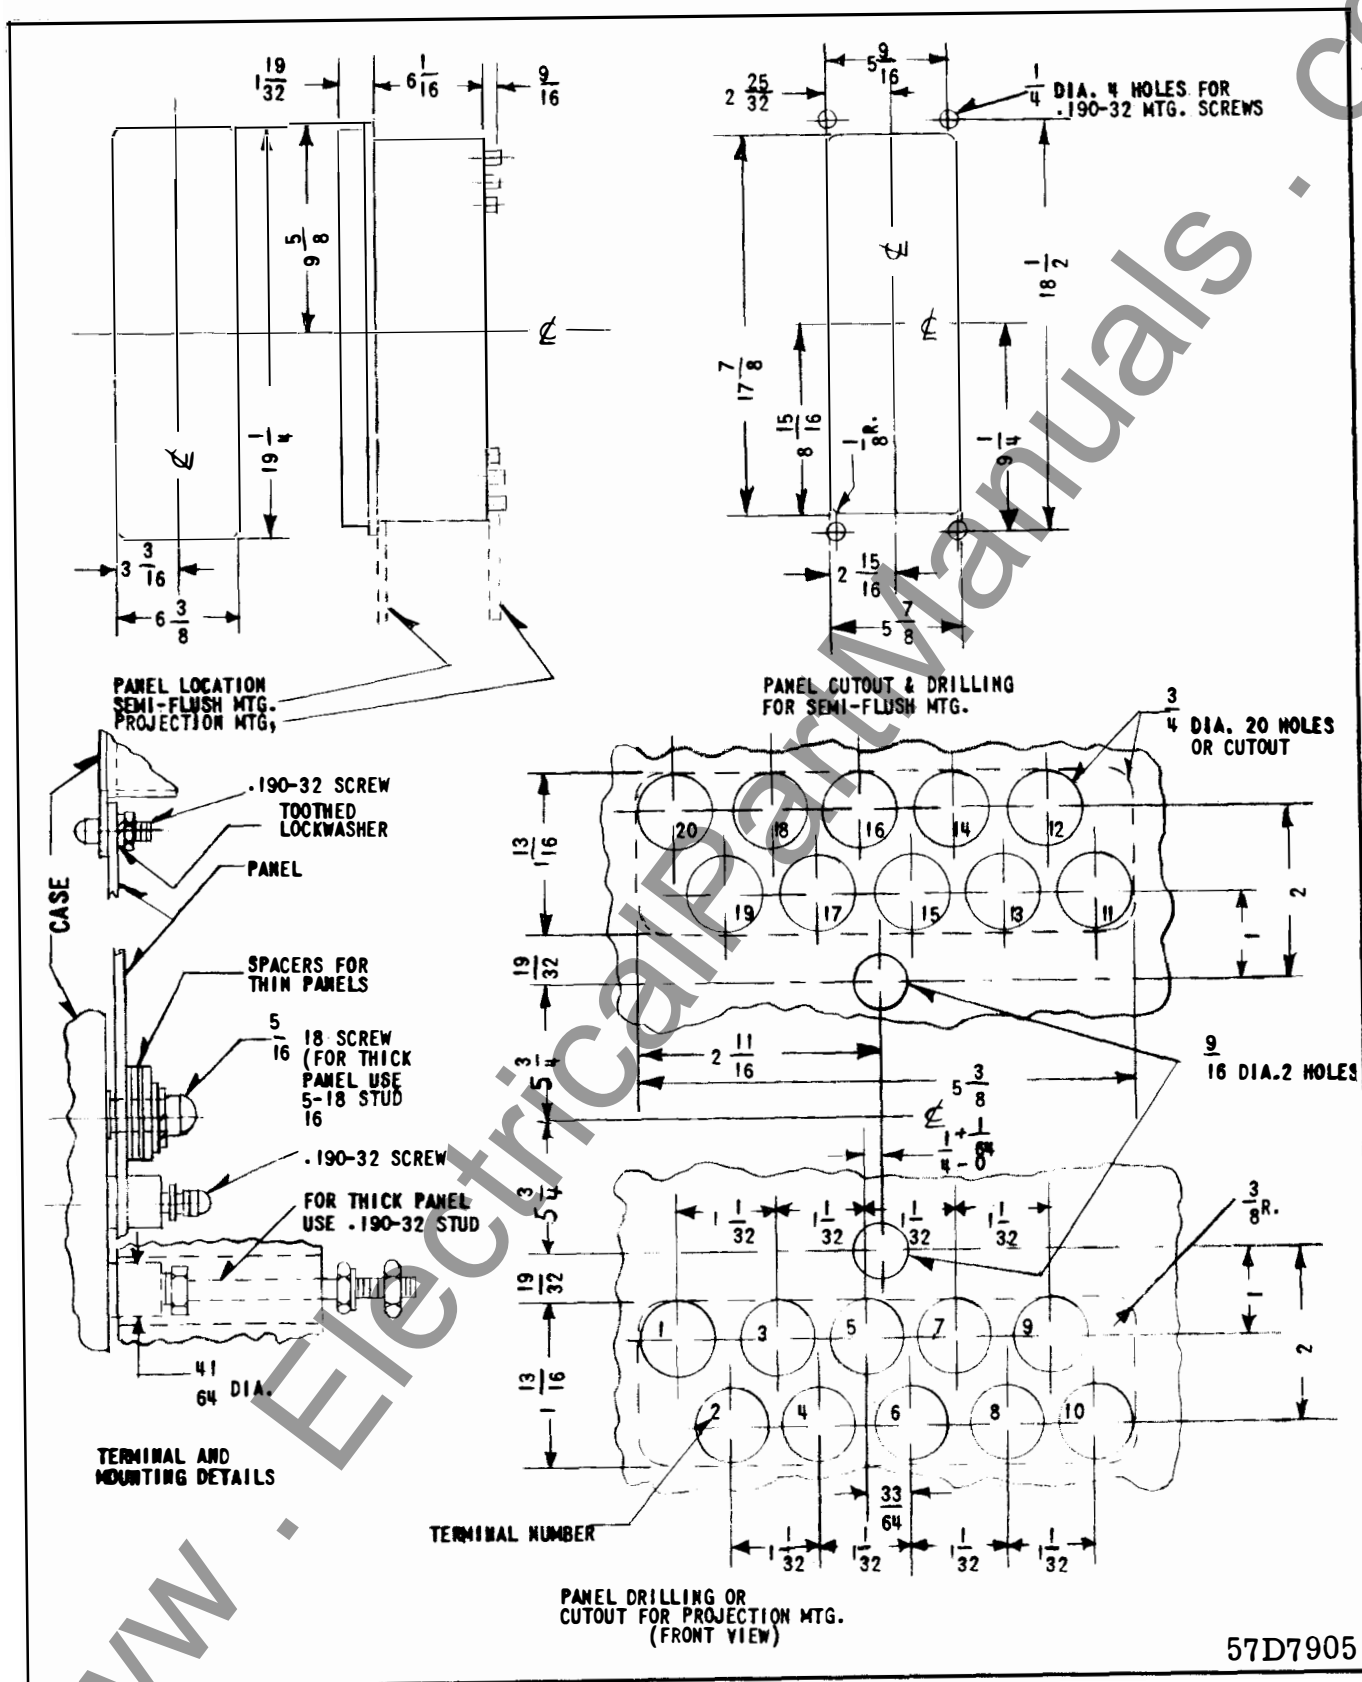 1 19/32
6 1/16
9/16
9 5/8
19 1/4
℄
℄
3 3/16
6 3/8
PANEL LOCATION
SEMI-FLUSH MTG.
PROJECTION MTG,
5 9/16
2 25/32
1/4 DIA. 4 HOLES FOR
.190-32 MTG. SCREWS
18 1/2
17 7/8
℄
℄
8 15/16
1/8 R.
9 1/4
2 15/16
5 7/8
PANEL CUTOUT & DRILLING
FOR SEMI-FLUSH MTG.
.190-32 SCREW
TOOTHED
LOCKWASHER
PANEL
CASE
SPACERS FOR
THIN PANELS
5/16 18 SCREW
(FOR THICK
PANEL USE
5-18 STUD
16
.190-32 SCREW
FOR THICK PANEL
USE .190-32 STUD
41/64 DIA.
TERMINAL AND
MOUNTING DETAILS
3/4 DIA. 20 HOLES
OR CUTOUT
20 18 16 14 12
19 17 15 13 11
1 13/16
19/32
2
1
2 11/16
5 3/8
9/16 DIA. 2 HOLES
5 3/4
℄
1/4 + 1/64 - 0
5 3/4
1 1/32 1 1/32 1 1/32 1 1/32
3/8 R.
19/32
1
2
1 3 5 7 9
2 4 6 8 10
1 13/16
33/64
1 1/32 1 1/32 1 1/32 1 1/32
TERMINAL NUMBER
PANEL DRILLING OR
CUTOUT FOR PROJECTION MTG.
(FRONT VIEW)
57D7905
www . ElectricalPartManuals . co